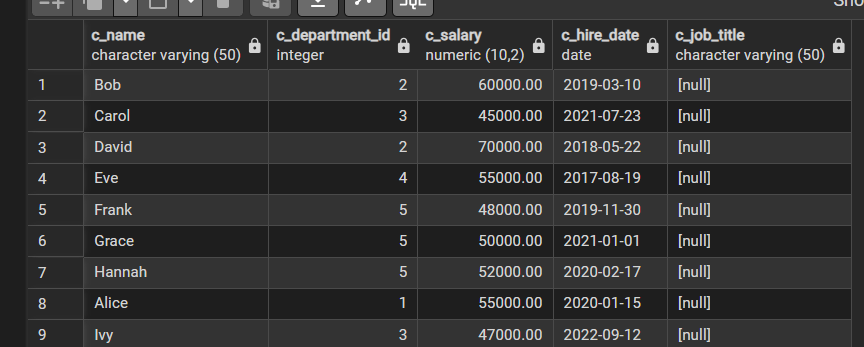 SQL
c_name c_department_id c_salary c_hire_date c_job_title
character varying (50) integer numeric (10,2) date character varying (50)
1 Bob 2 60000.00 2019-03-10 [null]
2 Carol 3 45000.00 2021-07-23 [null]
3 David 2 70000.00 2018-05-22 [null]
4 Eve 4 55000.00 2017-08-19 [null]
5 Frank 5 48000.00 2019-11-30 [null]
6 Grace 5 50000.00 2021-01-01 [null]
7 Hannah 5 52000.00 2020-02-17 [null]
8 Alice 1 55000.00 2020-01-15 [null]
9 Ivy 3 47000.00 2022-09-12 [null]